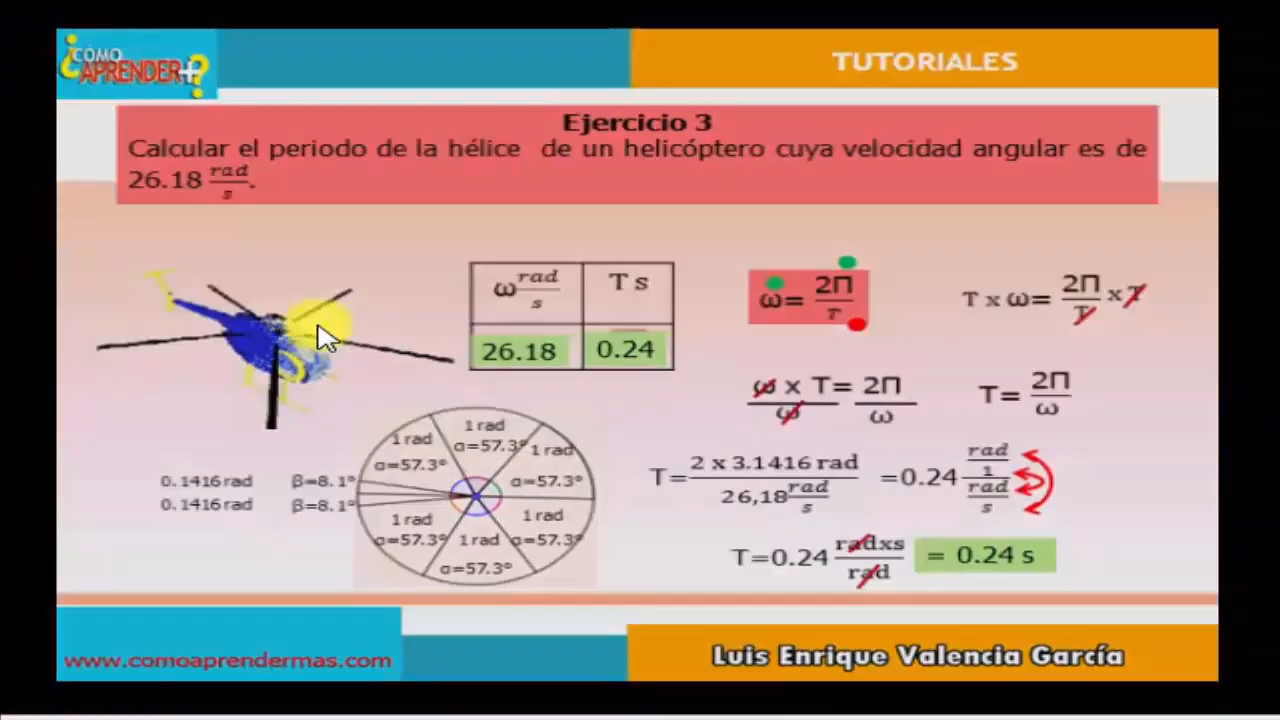 ¿CÓMO
APRENDER+?
TUTORIALES
Ejercicio 3
Calcular el periodo de la hélice de un helicóptero cuya velocidad angular es de
26.18 rad/s.
ω rad/s T s
26.18 0.24
ω= 2Π/T
T x ω= 2Π/T x T
ω x T/ω = 2Π/ω
T= 2Π/ω
T= 2 x 3.1416 rad / 26,18 rad/s =0.24 rad/1 / rad/s
T=0.24 radxs/rad = 0.24 s
1 rad
α=57.3°
1 rad
α=57.3°
1 rad
α=57.3°
0.1416 rad β=8.1°
0.1416 rad β=8.1°
1 rad
α=57.3°
1 rad
α=57.3°
1 rad
α=57.3°
www.comoaprendermas.com
Luis Enrique Valencia García